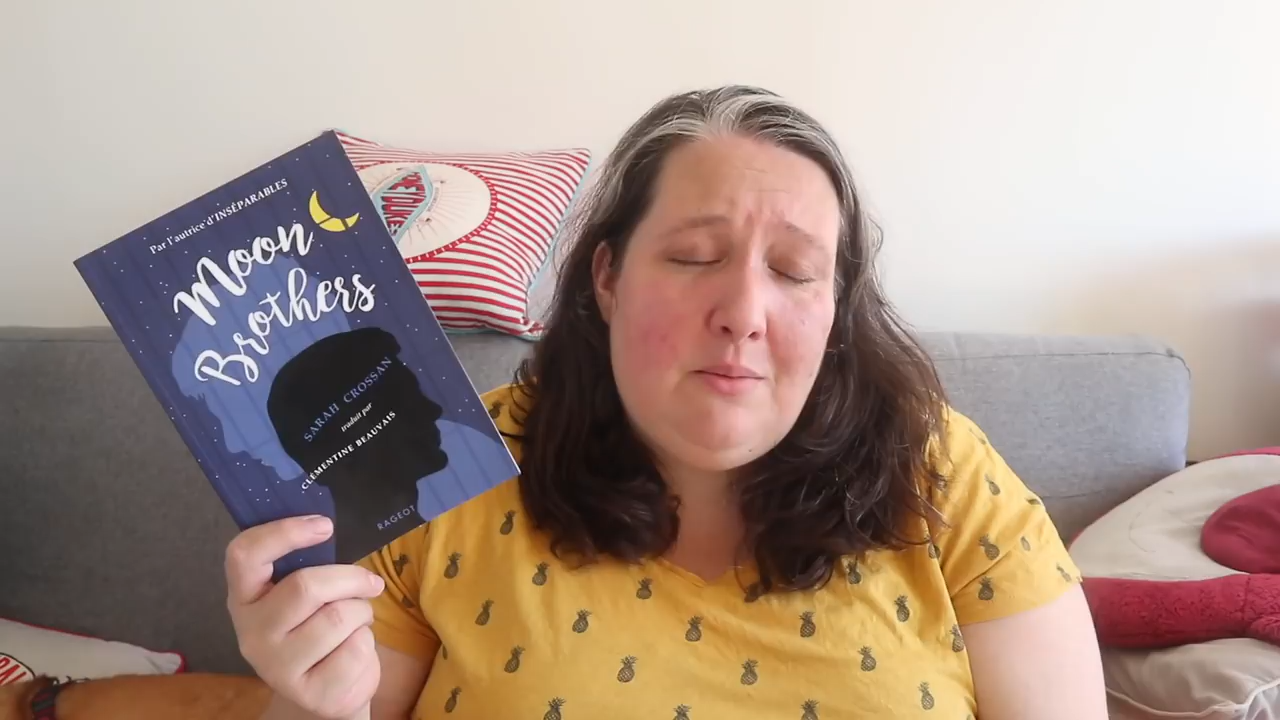 Par l'autrice d'INSÉPARABLES
Moon
Brothers
SARAH CROSSAN
traduit par
CLÉMENTINE BEAUVAIS
RAGEOT